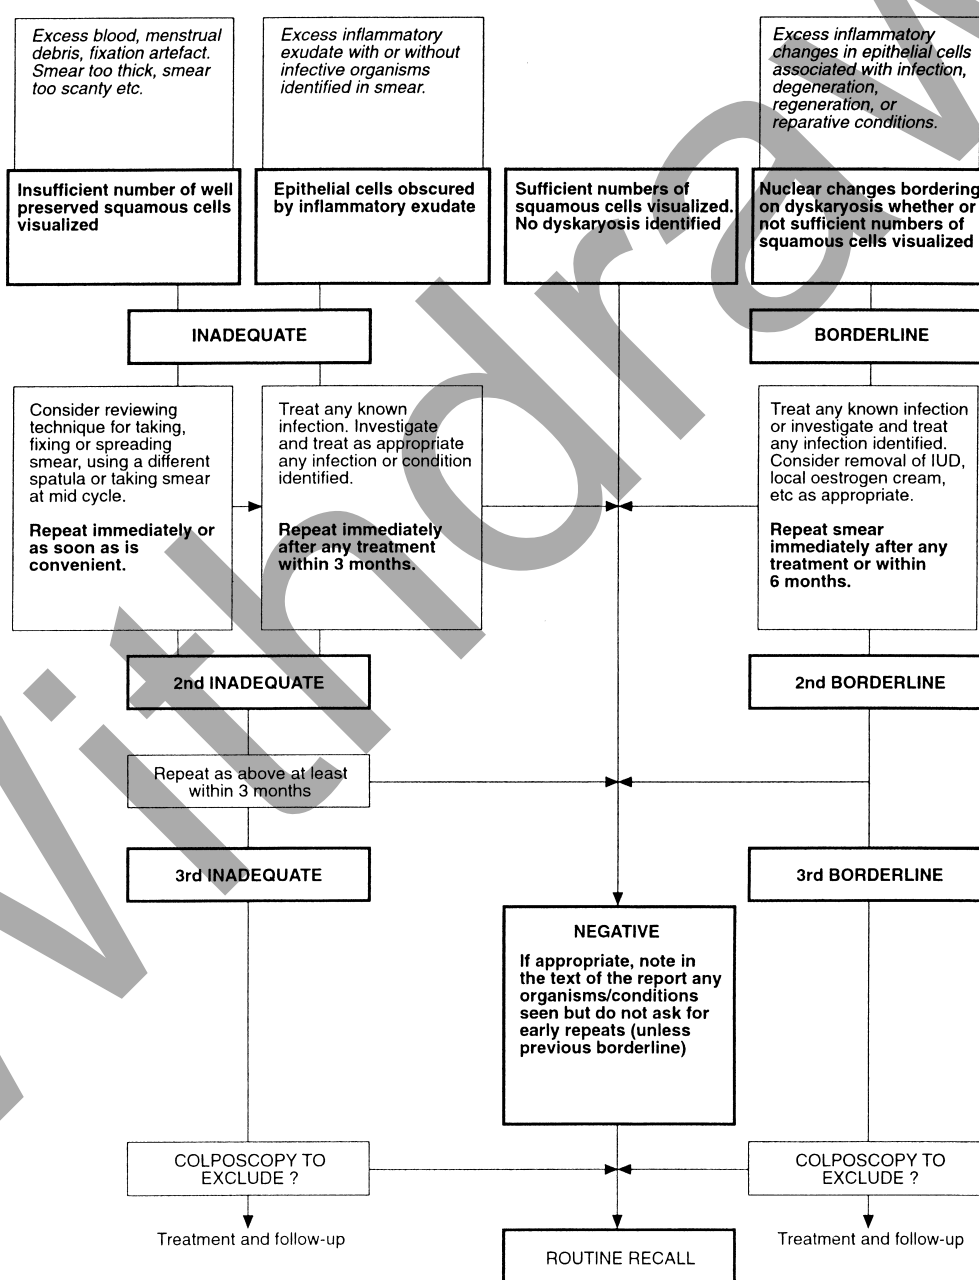 Excess blood, menstrual
debris, fixation artefact.
Smear too thick, smear
too scanty etc.
Excess inflammatory
exudate with or without
infective organisms
identified in smear.
Excess inflammatory
changes in epithelial cells
associated with infection,
degeneration,
regeneration, or
reparative conditions.
Insufficient number of well
preserved squamous cells
visualized
Epithelial cells obscured
by inflammatory exudate
Sufficient numbers of
squamous cells visualized.
No dyskaryosis identified
Nuclear changes bordering
on dyskaryosis whether or
not sufficient numbers of
squamous cells visualized
INADEQUATE
BORDERLINE
Consider reviewing
technique for taking,
fixing or spreading
smear, using a different
spatula or taking smear
at mid cycle.
Repeat immediately or
as soon as is
convenient.
Treat any known
infection. Investigate
and treat as appropriate
any infection or condition
identified.
Repeat immediately
after any treatment
within 3 months.
Treat any known infection
or investigate and treat
any infection identified.
Consider removal of IUD,
local oestrogen cream,
etc as appropriate.
Repeat smear
immediately after any
treatment or within
6 months.
2nd INADEQUATE
2nd BORDERLINE
Repeat as above at least
within 3 months
3rd INADEQUATE
3rd BORDERLINE
NEGATIVE
If appropriate, note in
the text of the report any
organisms/conditions
seen but do not ask for
early repeats (unless
previous borderline)
COLPOSCOPY TO
EXCLUDE ?
COLPOSCOPY TO
EXCLUDE ?
Treatment and follow-up
Treatment and follow-up
ROUTINE RECALL
Withdraw